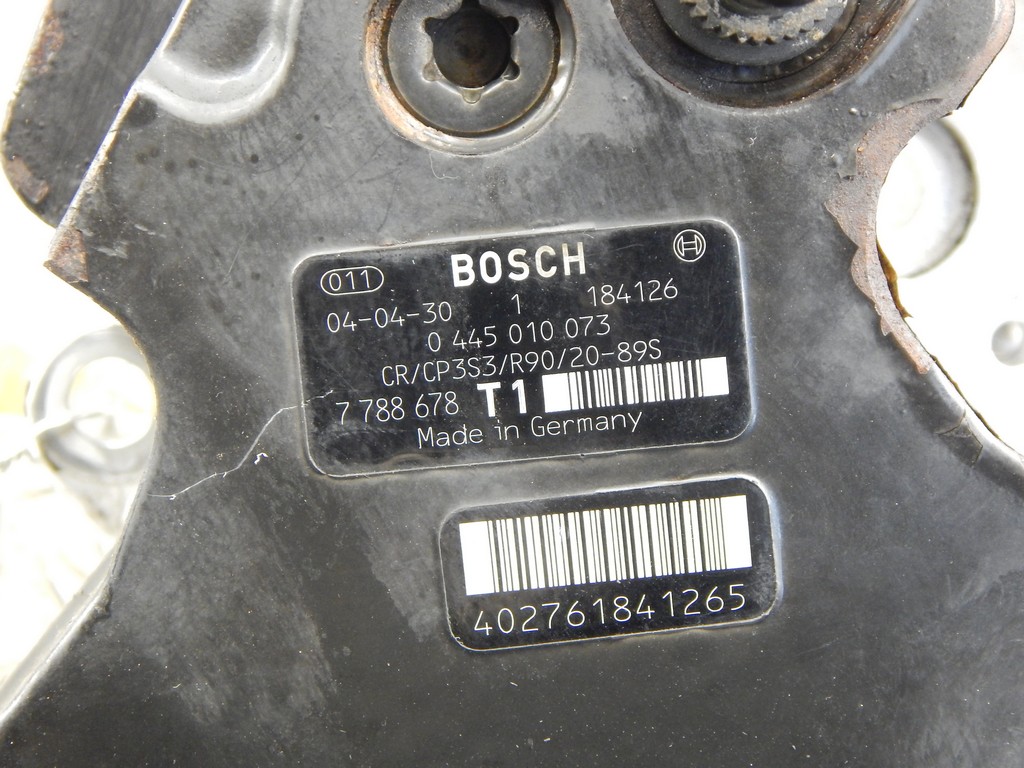 011 BOSCH
04-04-30 1 184126
0 445 010 073
CR/CP3S3/R90/20-89S
7 788 678 T1
Made in Germany
402761841265